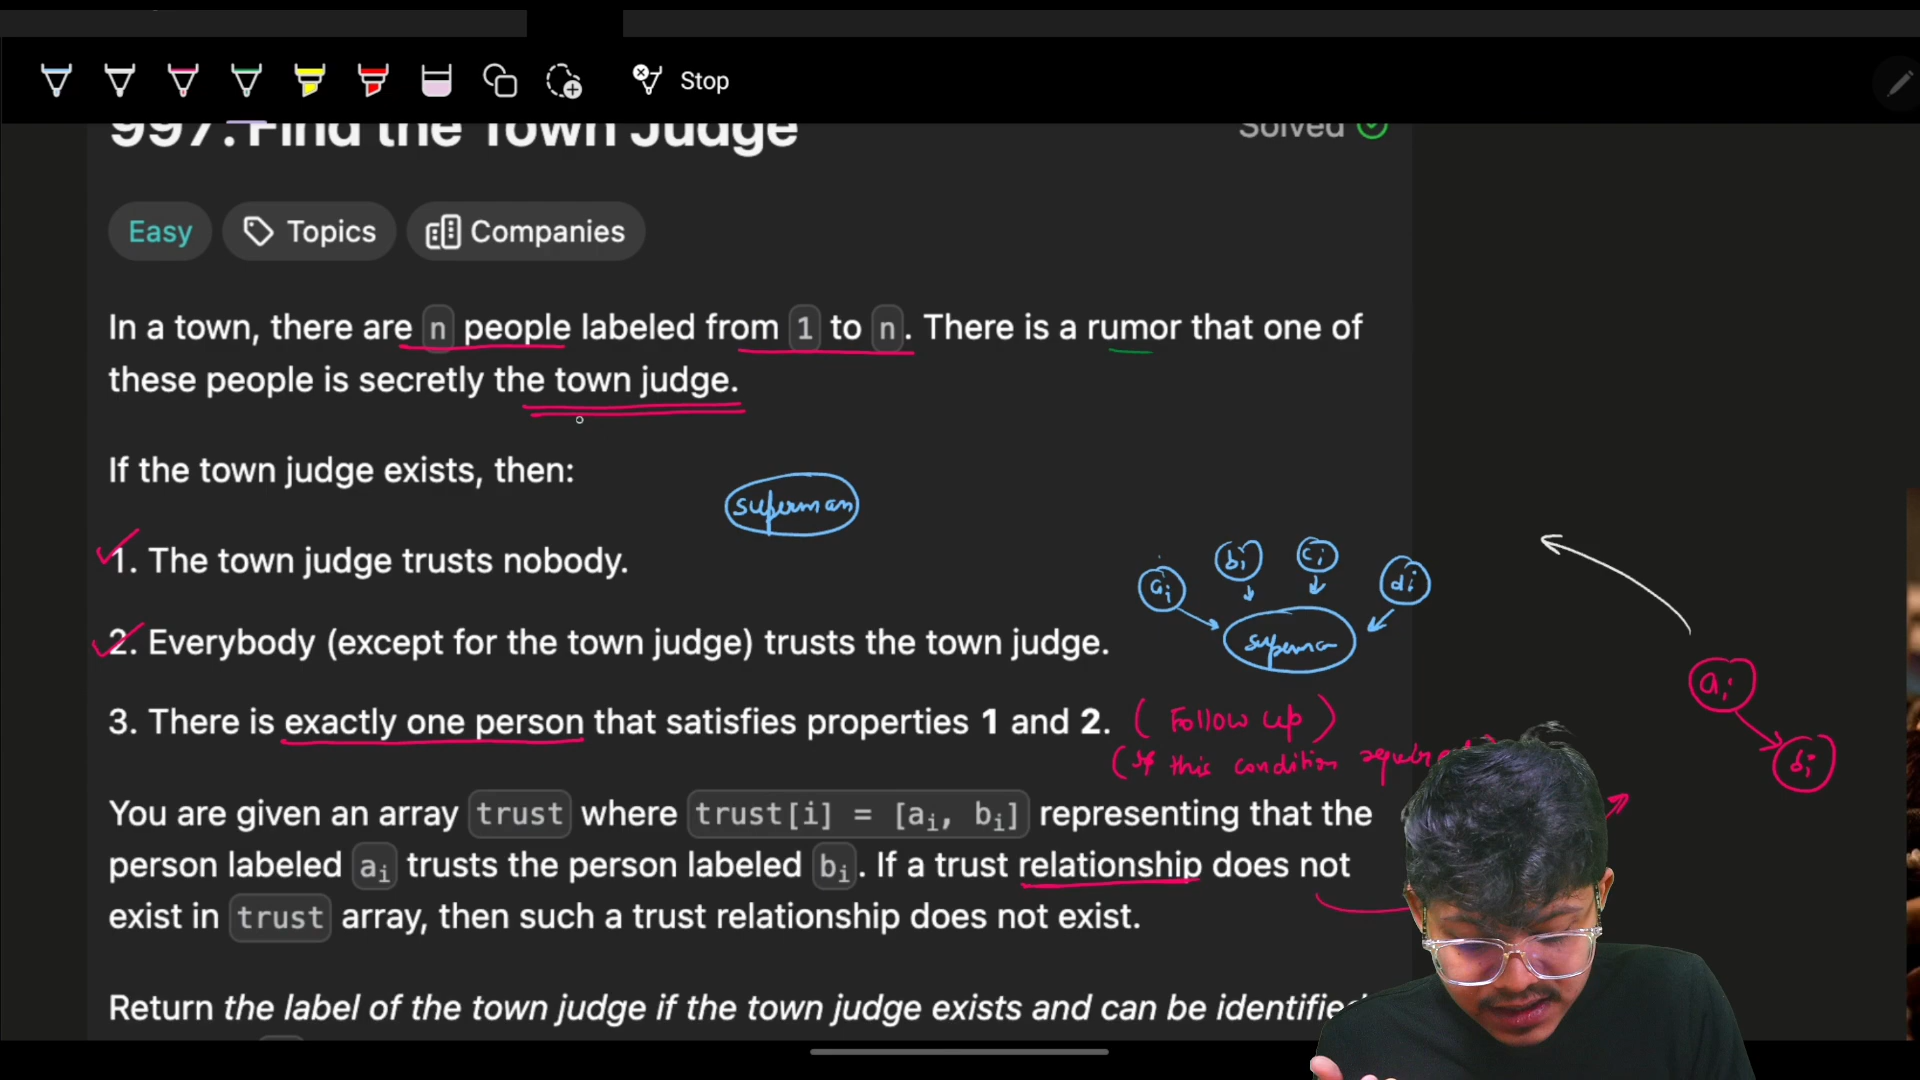 Stop
997. Find the Town Judge
Solved
Easy
Topics
Companies
In a town, there are n people labeled from 1 to n. There is a rumor that one of
these people is secretly the town judge.
If the town judge exists, then:
superman
1. The town judge trusts nobody.
ai
bi
ci
di
2. Everybody (except for the town judge) trusts the town judge.
superma
ai
bi
3. There is exactly one person that satisfies properties 1 and 2.
(Follow up)
this condition
You are given an array trust where trust[i] = [ai, bi] representing that the
person labeled ai trusts the person labeled bi. If a trust relationship does not
exist in trust array, then such a trust relationship does not exist.
Return the label of the town judge if the town judge exists and can be identifie